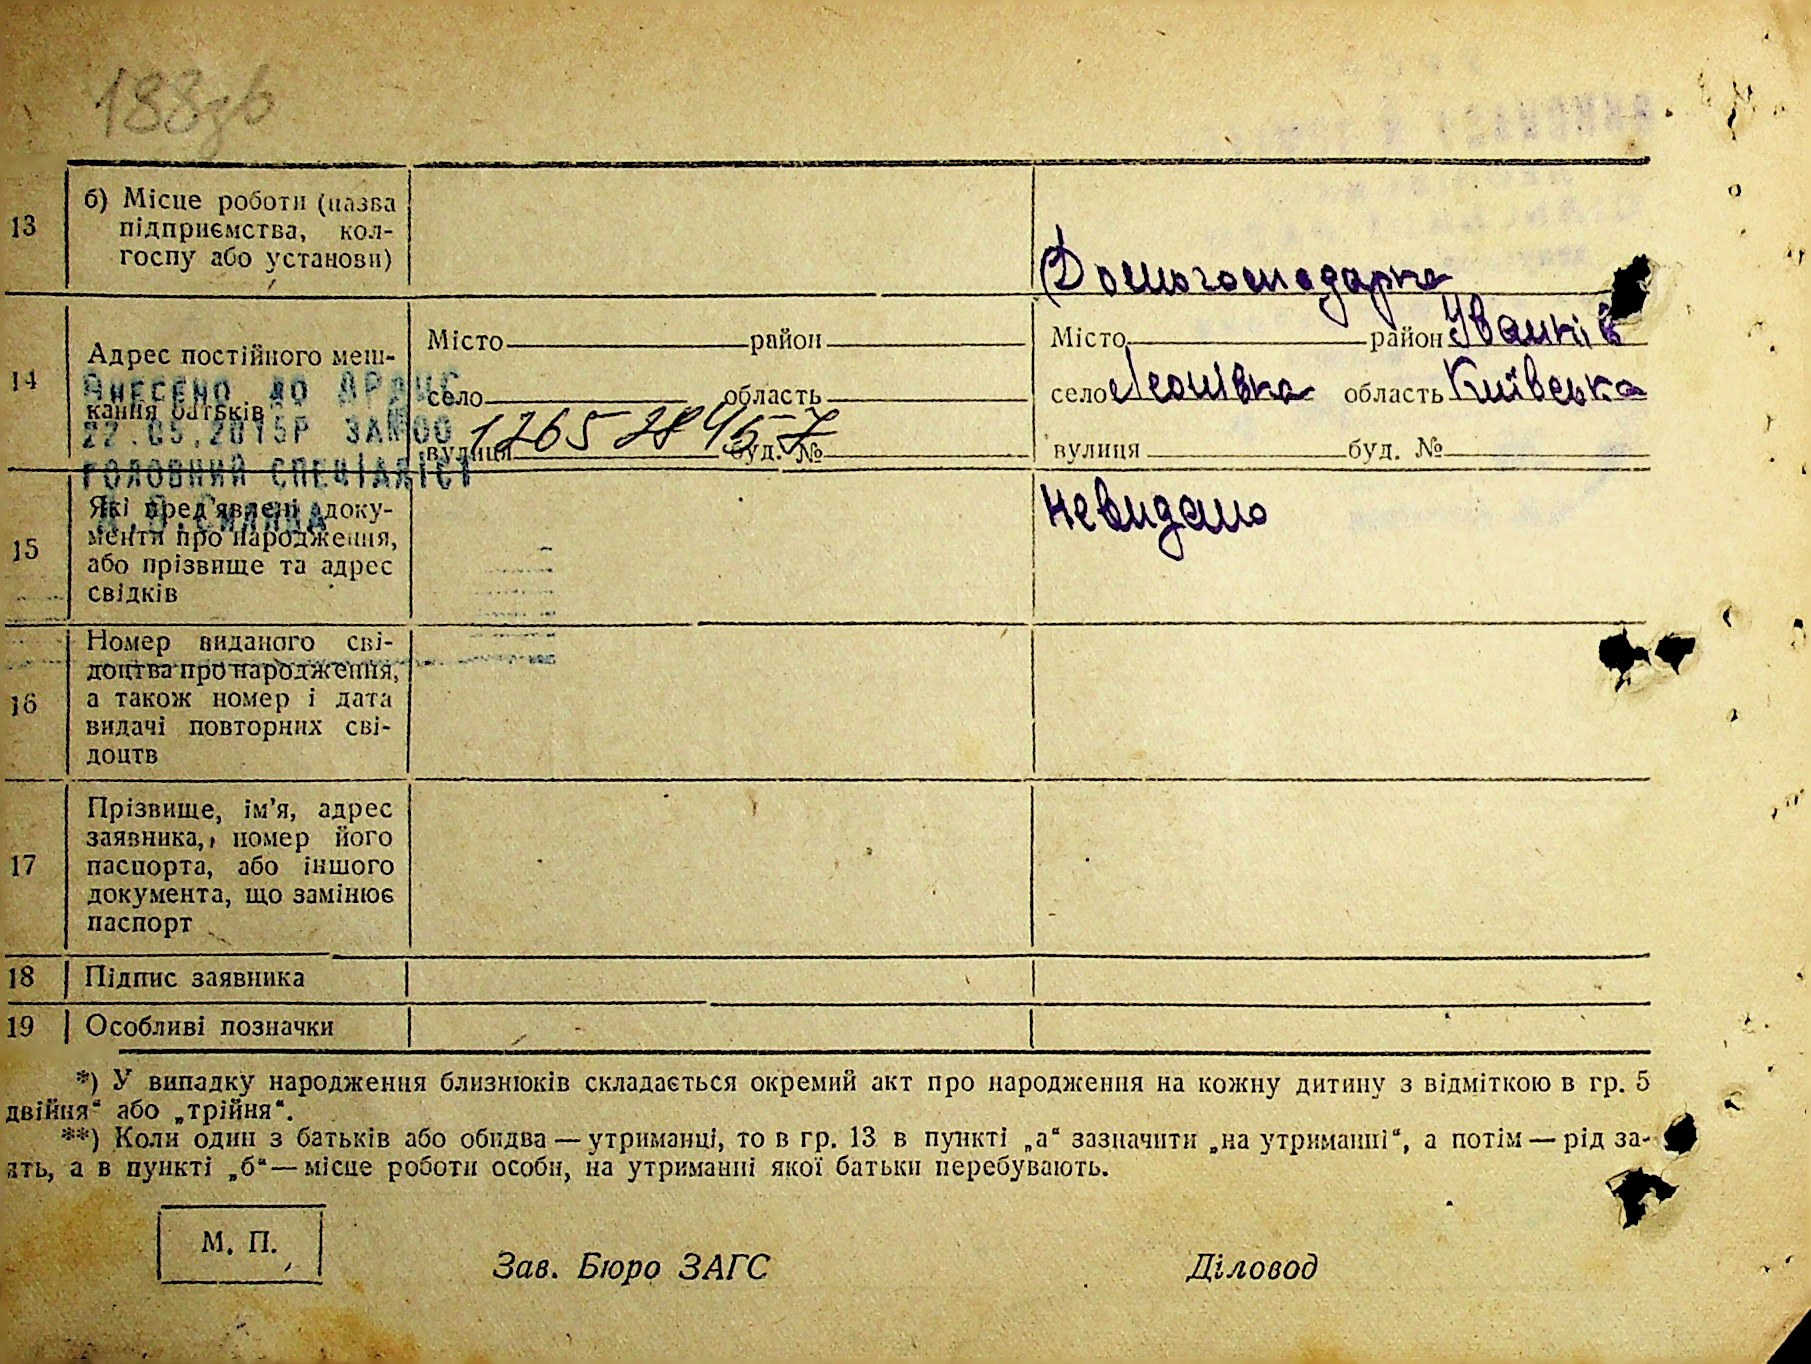 188зв
13
б) Місце роботи (назва
підприємства, кол-
госпу або установи)
Домогосподарка
14
Адрес постійного меш-
кання батьків
Місто район
село область
вулиця буд. №
Місто район Іванків
село Леонівка область Київська
вулиця буд. №
ВНЕСЕНО ДО ДРАЦС
22.05.2015Р ЗАМ00
ГОЛОВНИЙ СПЕЦІАЛІСТ
12652845 7
15
Які пред'явлені доку-
менти про народження,
або прізвище та адрес
свідків
невидано
16
Номер виданого сві-
доцтва про народження,
а також номер і дата
видачі повторних сві-
доцтв
17
Прізвище, ім'я, адрес
заявника, номер його
паспорта, або іншого
документа, що замінює
паспорт
18 Підпис заявника
19 Особливі позначки
*) У випадку народження близнюків складається окремий акт про народження на кожну дитину з відміткою в гр. 5
двійня“ або „трійня“.
**) Коли один з батьків або обидва — утриманці, то в гр. 13 в пункті „а“ зазначити „на утриманні“, а потім — рід за-
ять, а в пункті „б“ — місце роботи особи, на утриманні якої батьки перебувають.
М. П.
Зав. Бюро ЗАГС
Діловод